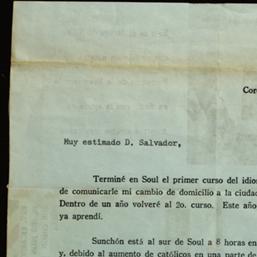 Cor
Muy estimado D. Salvador,
Terminé en Soul el primer curso del idio
de comunicarle mi cambio de domicilio a la ciudad
Dentro de un año volveré al 2o. curso. Este año
ya aprendí.
Sunchón está al sur de Soul a 8 horas en
y, debido al aumento de católicos en una parte de